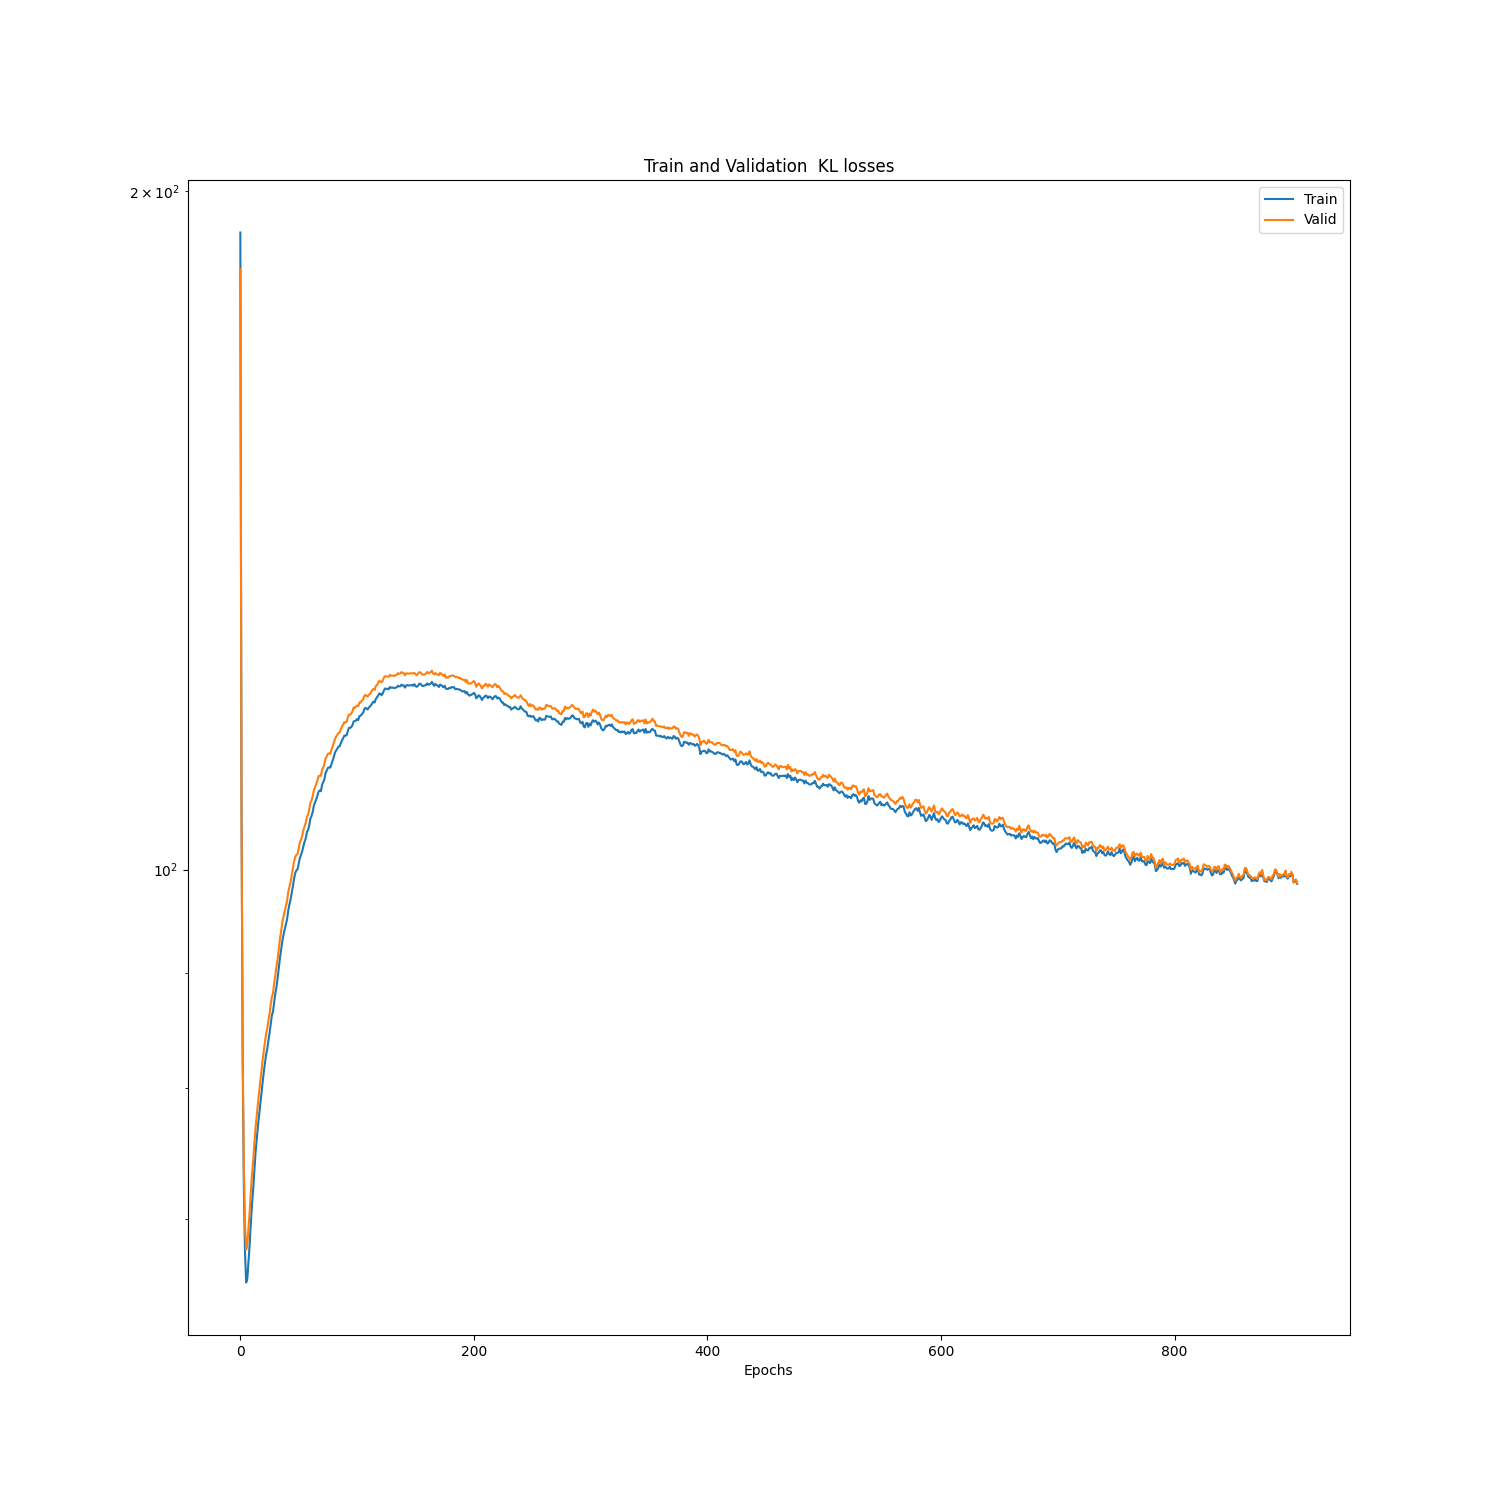 Train and Validation  KL losses
2 × 10²
Train
Valid
10²
0 200 400 600 800
Epochs